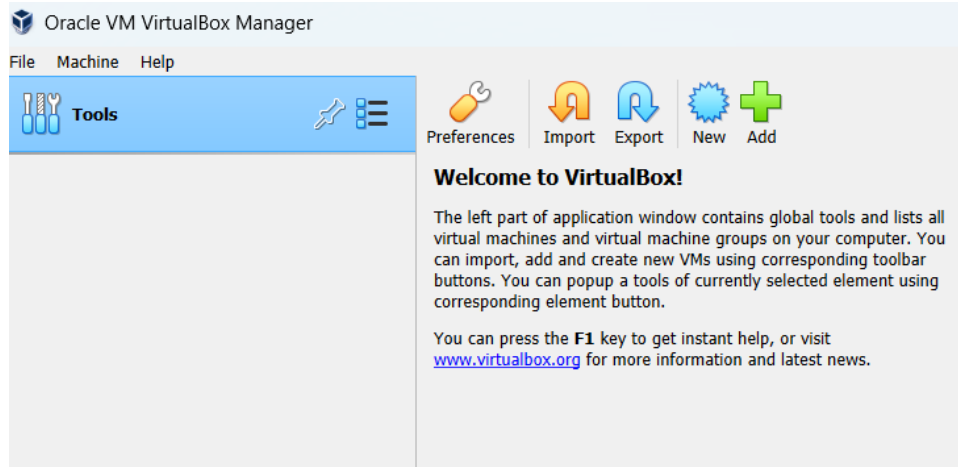 Oracle VM VirtualBox Manager
File Machine Help
Tools
Preferences Import Export New Add
Welcome to VirtualBox!
The left part of application window contains global tools and lists all
virtual machines and virtual machine groups on your computer. You
can import, add and create new VMs using corresponding toolbar
buttons. You can popup a tools of currently selected element using
corresponding element button.
You can press the F1 key to get instant help, or visit
www.virtualbox.org for more information and latest news.